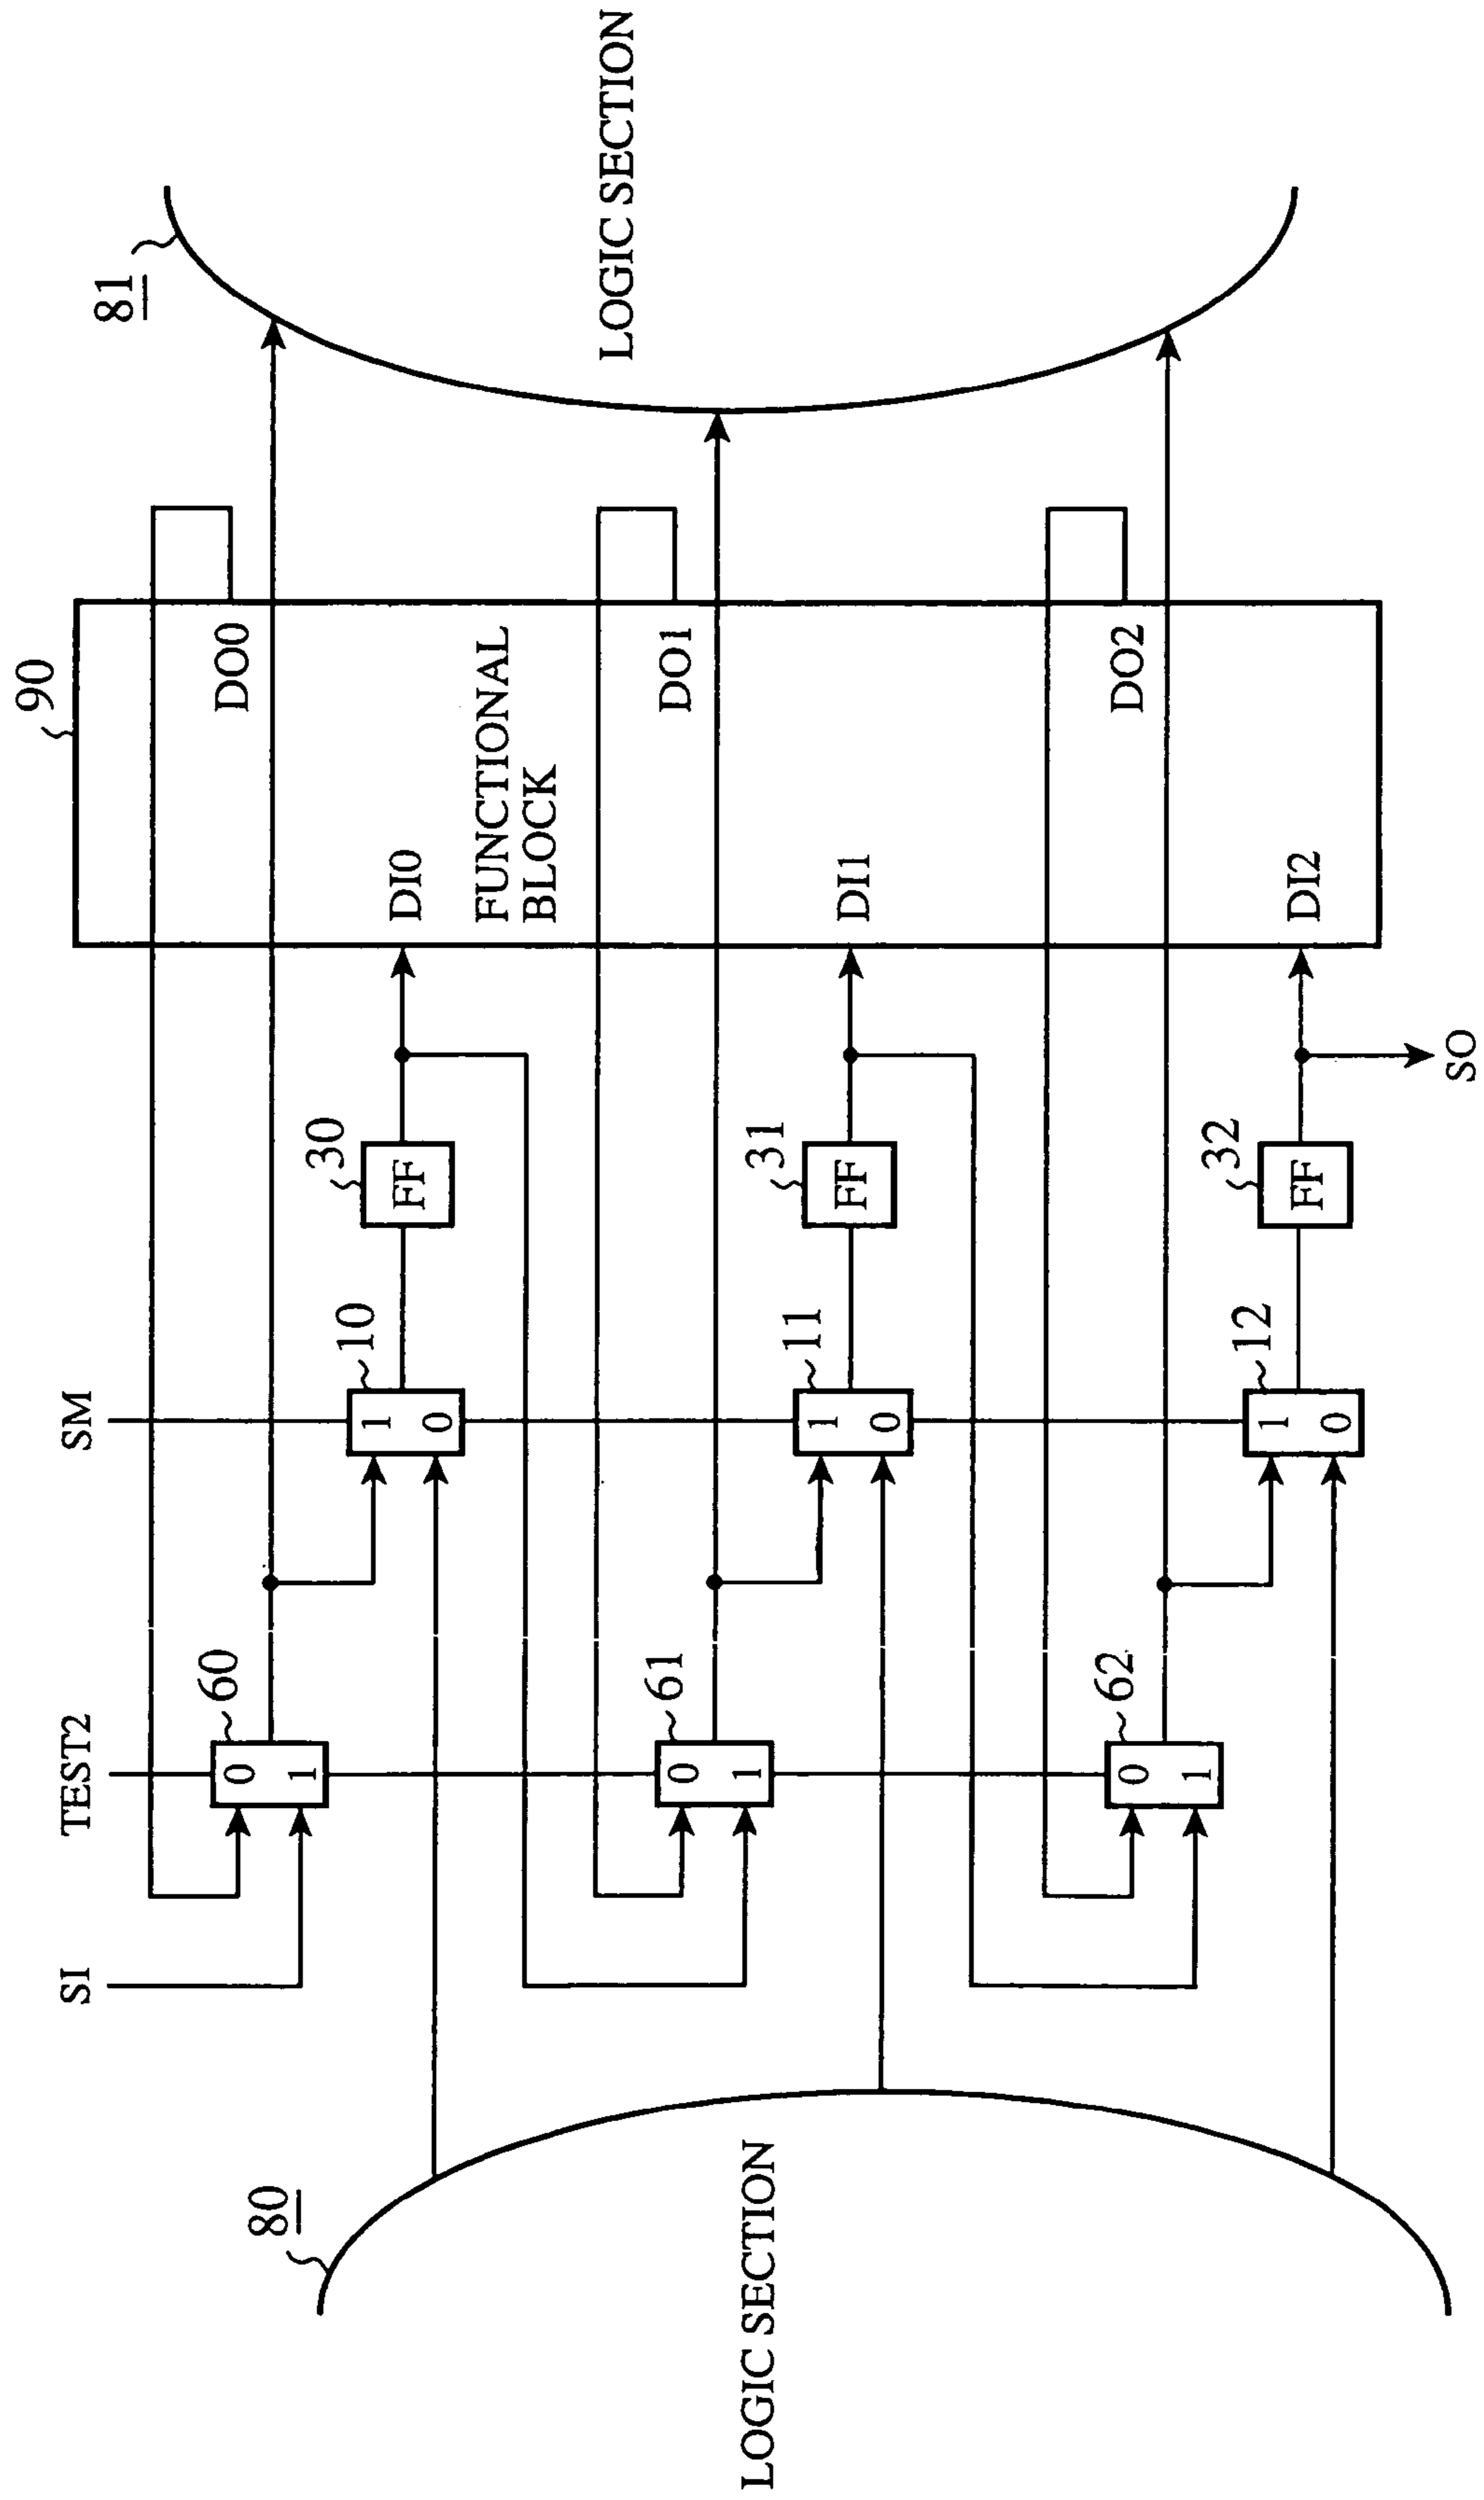 SI
TEST2
SM
90
81
80
60
10
30
0
1
1
0
FF
DI0
DO0
FUNCTIONAL
BLOCK
LOGIC SECTION
LOGIC SECTION
61
11
31
0
1
1
0
FF
DI1
DO1
62
12
32
0
1
1
0
FF
DI2
DO2
SO